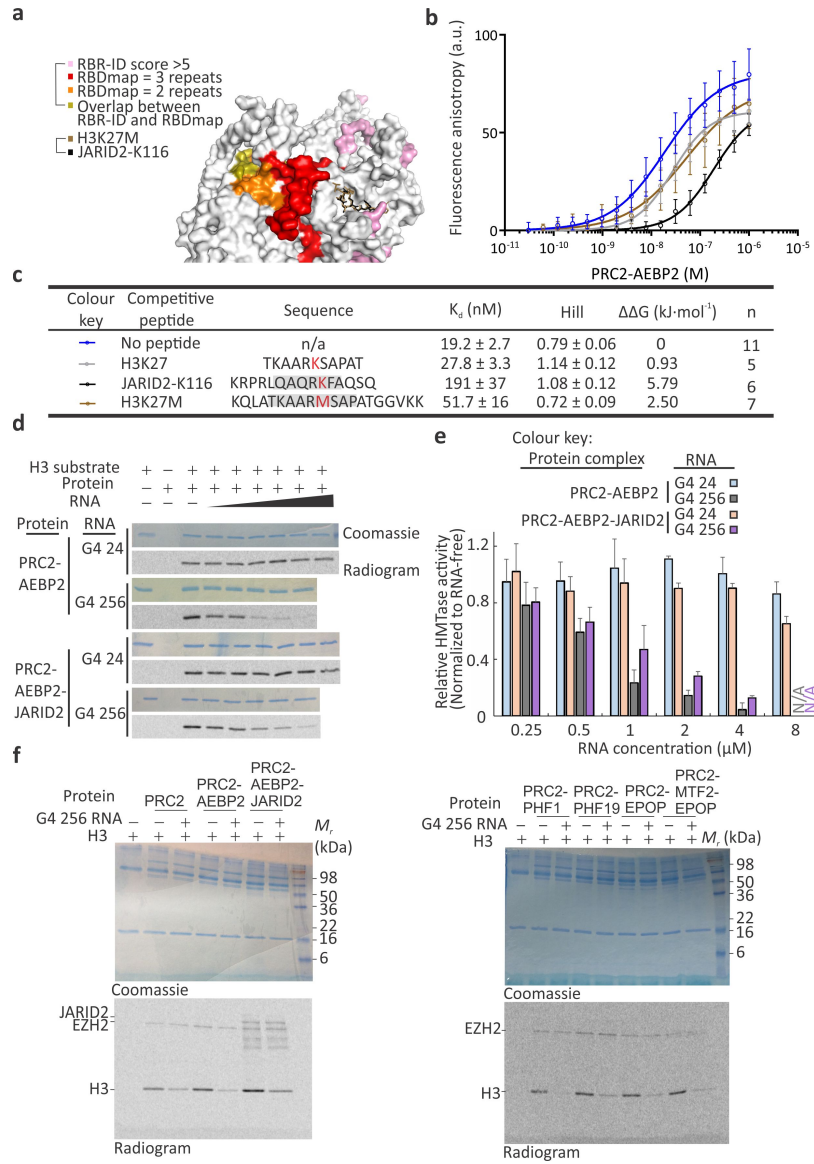 a
RBR-ID score >5
RBDmap = 3 repeats
RBDmap = 2 repeats
Overlap between
RBR-ID and RBDmap
H3K27M
JARID2-K116
b
Fluorescence anisotropy (a.u.)
100
50
0
10-11 10-10 10-9 10-8 10-7 10-6 10-5
PRC2-AEBP2 (M)
c
Colour key Competitive peptide Sequence Kd (nM) Hill ΔΔG (kJ·mol-1) n
No peptide n/a 19.2 ± 2.7 0.79 ± 0.06 0 11
H3K27 TKAARKSAPAT 27.8 ± 3.3 1.14 ± 0.12 0.93 5
JARID2-K116 KRPRLQAQRKFAQSQ 191 ± 37 1.08 ± 0.12 5.79 6
H3K27M KQLATKAARMSAPATGGVKK 51.7 ± 16 0.72 ± 0.09 2.50 7
d
H3 substrate + − + + + + + + +
Protein − + + + + + + + +
RNA − − −
Protein RNA
PRC2-
AEBP2
G4 24
Coomassie
Radiogram
G4 256
PRC2-
AEBP2-
JARID2
G4 24
G4 256
e
Colour key:
Protein complex RNA
PRC2-AEBP2
G4 24
G4 256
PRC2-AEBP2-JARID2
G4 24
G4 256
Relative HMTase activity
(Normalized to RNA-free)
1.2
0.8
0.4
0
N/A
N/A
0.25 0.5 1 2 4 8
RNA concentration (μM)
f
Protein
PRC2
PRC2-
AEBP2
PRC2-
AEBP2-
JARID2
G4 256 RNA − − + − + − +
H3 + + + + + + +
Mr
(kDa)
98
50
36
22
16
6
Coomassie
JARID2
EZH2
H3
Radiogram
Protein
PRC2-
PHF1
PRC2-
PHF19
PRC2-
EPOP
PRC2-
MTF2-
EPOP
G4 256 RNA − − + − + − + − +
H3 + + + + + + + + + Mr (kDa)
98
50
36
22
16
6
Coomassie
EZH2
H3
Radiogram